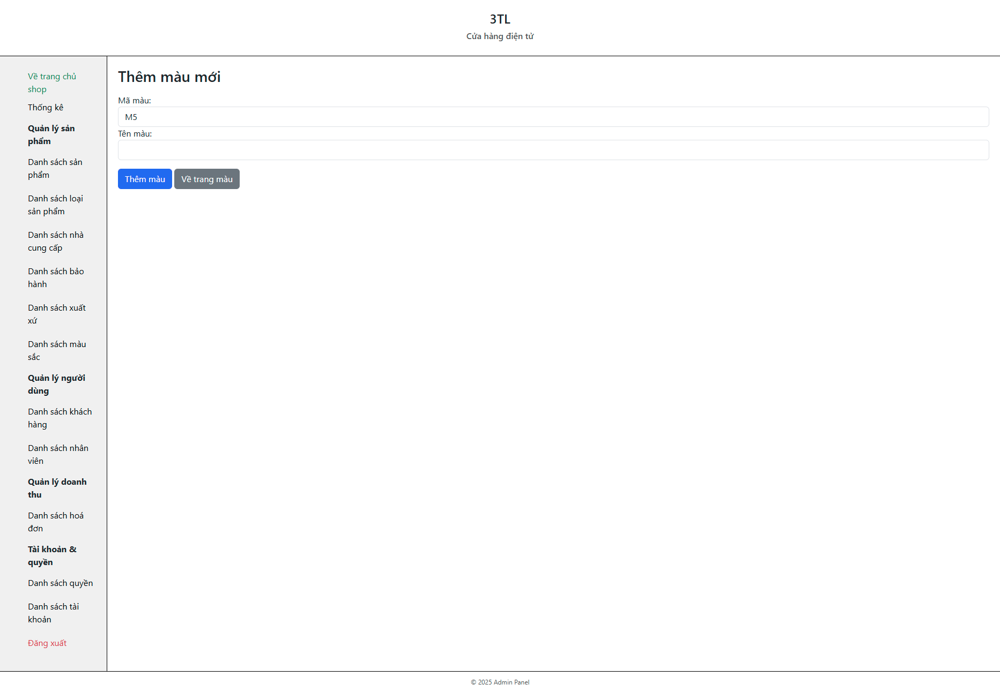 3TL
Cửa hàng điện tử
Về trang chủ
shop
Thống kê
Quản lý sản
phẩm
Danh sách sản
phẩm
Danh sách loại
sản phẩm
Danh sách nhà
cung cấp
Danh sách bảo
hành
Danh sách xuất
xứ
Danh sách màu
sắc
Quản lý người
dùng
Danh sách khách
hàng
Danh sách nhân
viên
Quản lý doanh
thu
Danh sách hoá
đơn
Tài khoản &
quyền
Danh sách quyền
Danh sách tài
khoản
Đăng xuất
Thêm màu mới
Mã màu:
M5
Tên màu:
Thêm màu Về trang màu
© 2025 Admin Panel